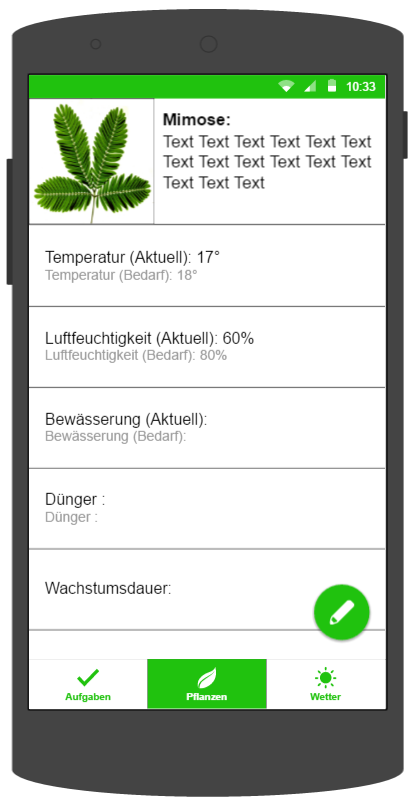 10:33
Mimose:
Text Text Text Text Text Text
Text Text Text Text Text Text
Text Text Text
Temperatur (Aktuell): 17°
Temperatur (Bedarf): 18°
Luftfeuchtigkeit (Aktuell): 60%
Luftfeuchtigkeit (Bedarf): 80%
Bewässerung (Aktuell):
Bewässerung (Bedarf):
Dünger :
Dünger :
Wachstumsdauer:
Aufgaben
Pflanzen
Wetter